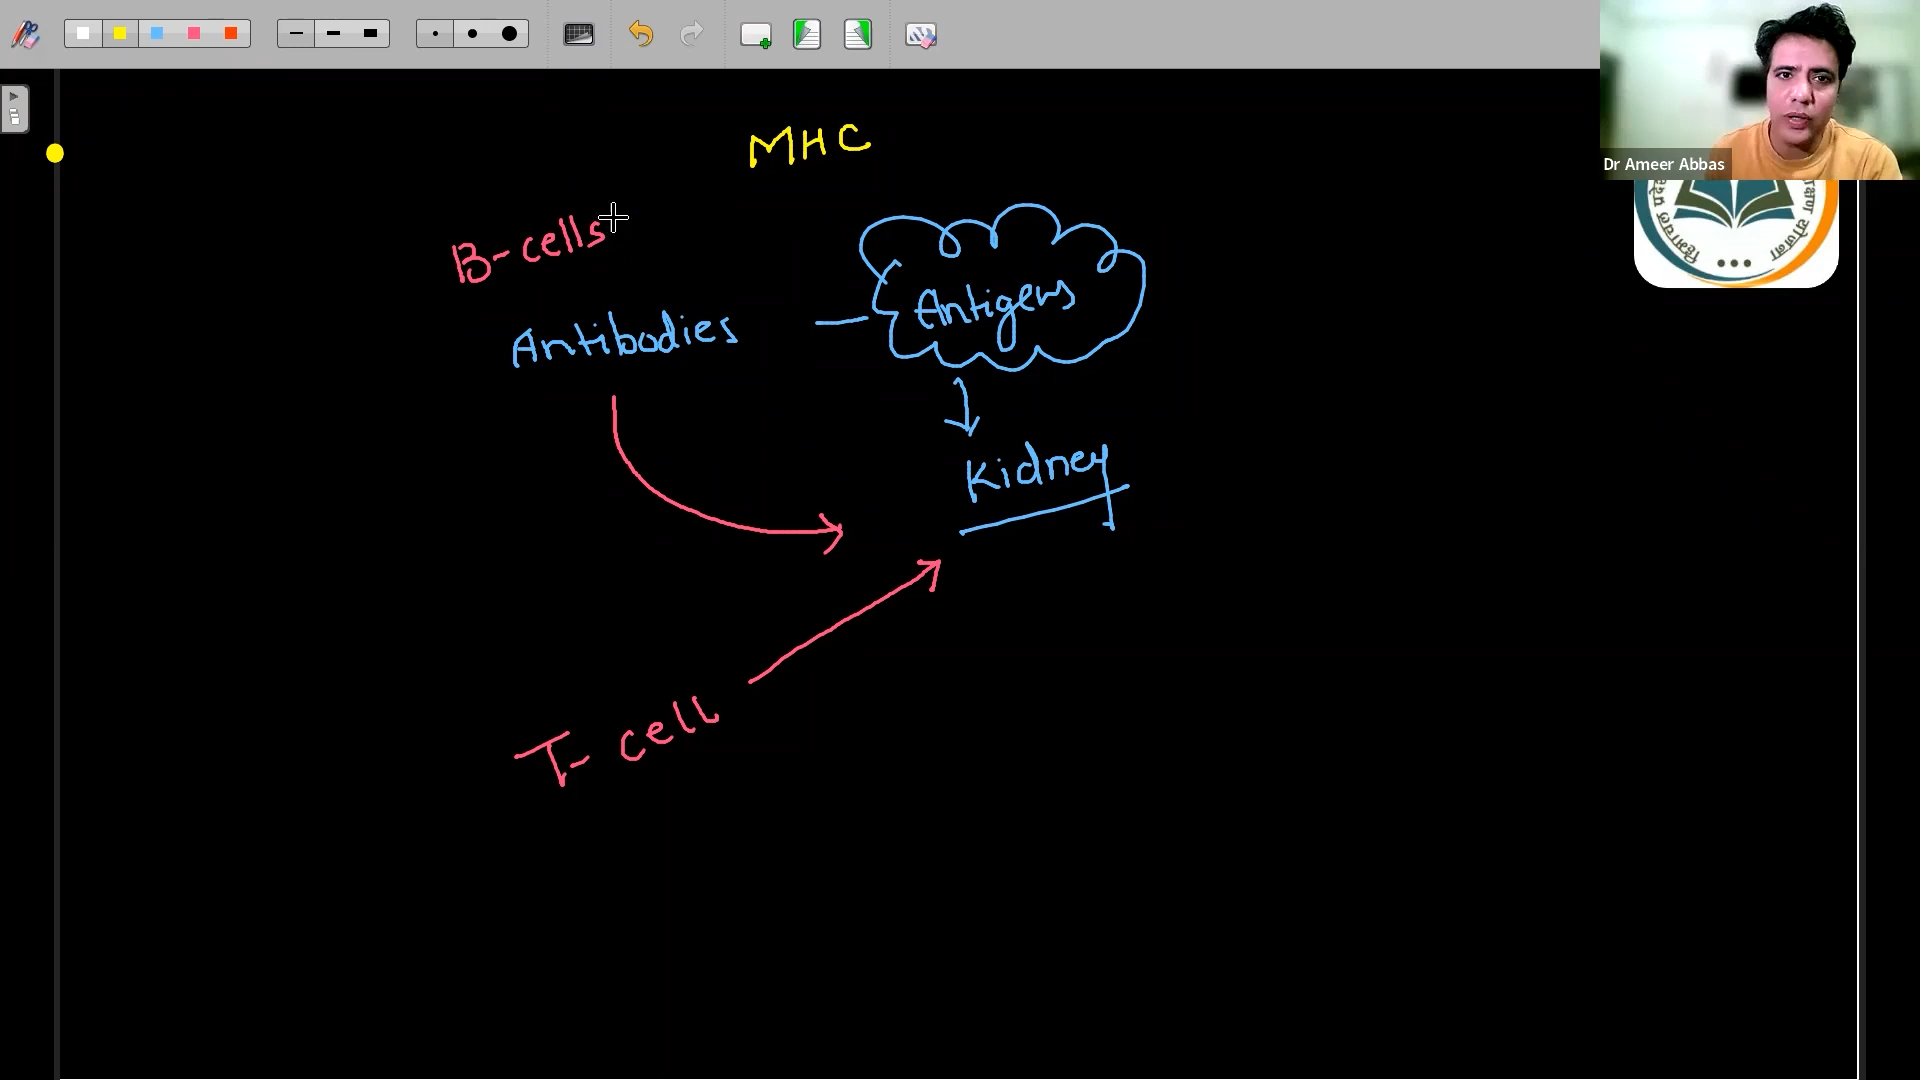 Dr Ameer Abbas
MHC
B-cells
Antigens
Antibodies
Kidney
T-cell